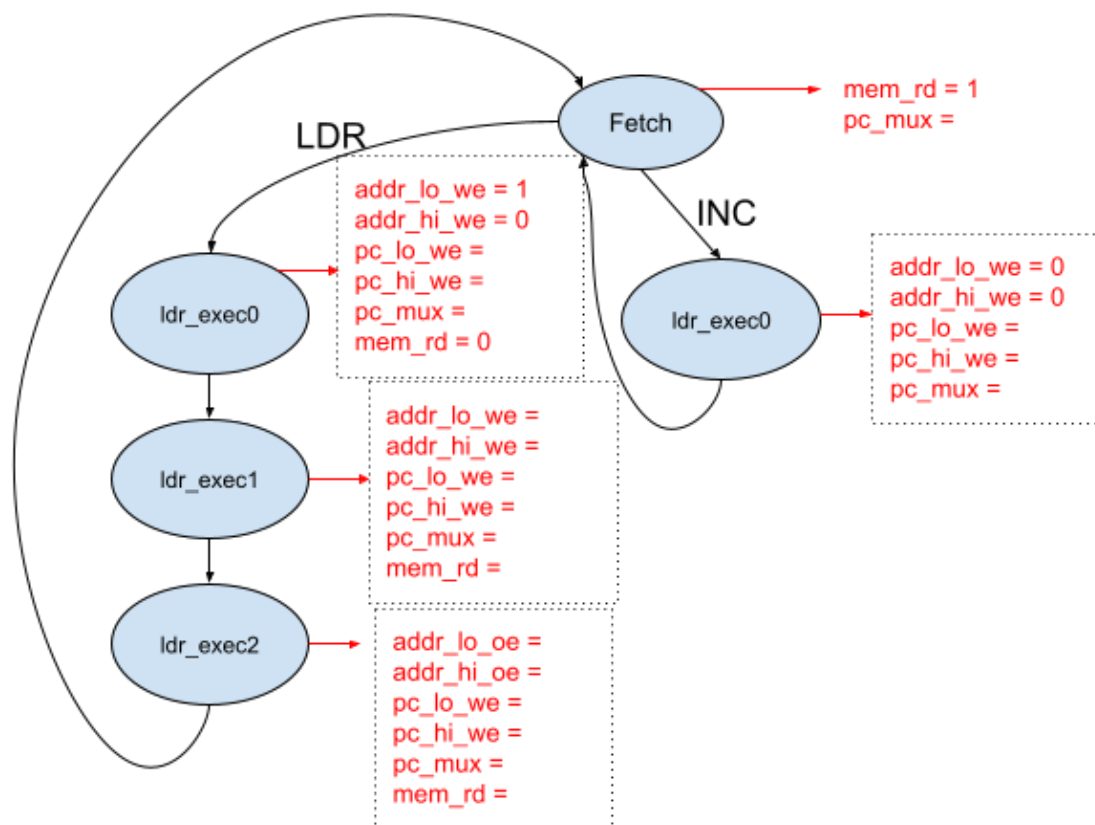 Fetch
mem_rd = 1
pc_mux =
LDR
addr_lo_we = 1
addr_hi_we = 0
pc_lo_we =
pc_hi_we =
pc_mux =
mem_rd = 0
INC
ldr_exec0
ldr_exec0
addr_lo_we = 0
addr_hi_we = 0
pc_lo_we =
pc_hi_we =
pc_mux =
ldr_exec1
addr_lo_we =
addr_hi_we =
pc_lo_we =
pc_hi_we =
pc_mux =
mem_rd =
ldr_exec2
addr_lo_oe =
addr_hi_oe =
pc_lo_we =
pc_hi_we =
pc_mux =
mem_rd =